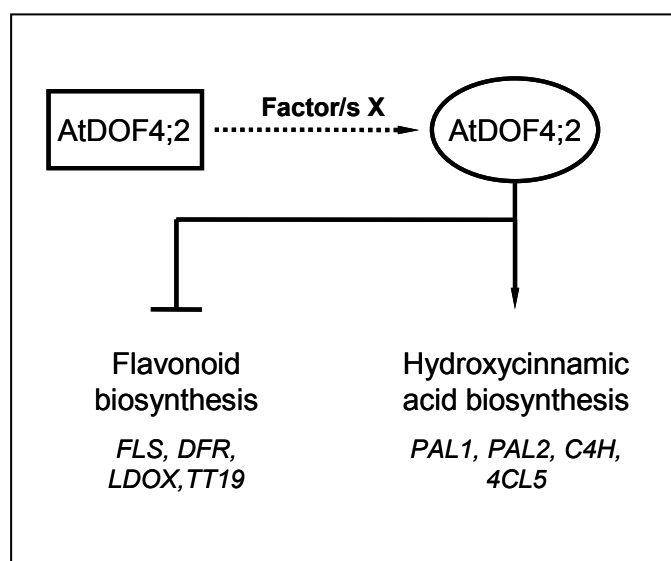 Factor/s X
AtDOF4;2
AtDOF4;2
Flavonoid
biosynthesis
FLS, DFR,
LDOX,TT19
Hydroxycinnamic
acid biosynthesis
PAL1, PAL2, C4H,
4CL5